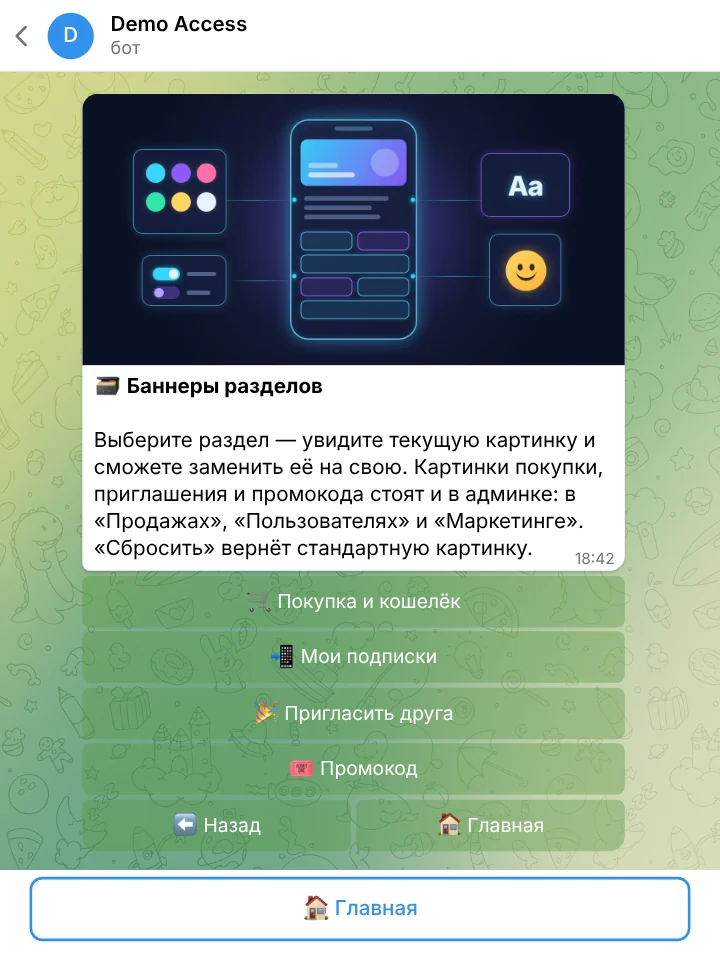 D
Demo Access
бот
Aa
🗃 Баннеры разделов
Выберите раздел — увидите текущую картинку и
сможете заменить её на свою. Картинки покупки,
приглашения и промокода стоят и в админке: в
«Продажах», «Пользователях» и «Маркетинге».
«Сбросить» вернёт стандартную картинку.
18:42
🛒 Покупка и кошелёк
📲 Мои подписки
🎉 Пригласить друга
🎟 Промокод
⬅️ Назад
🏠 Главная
🏠 Главная